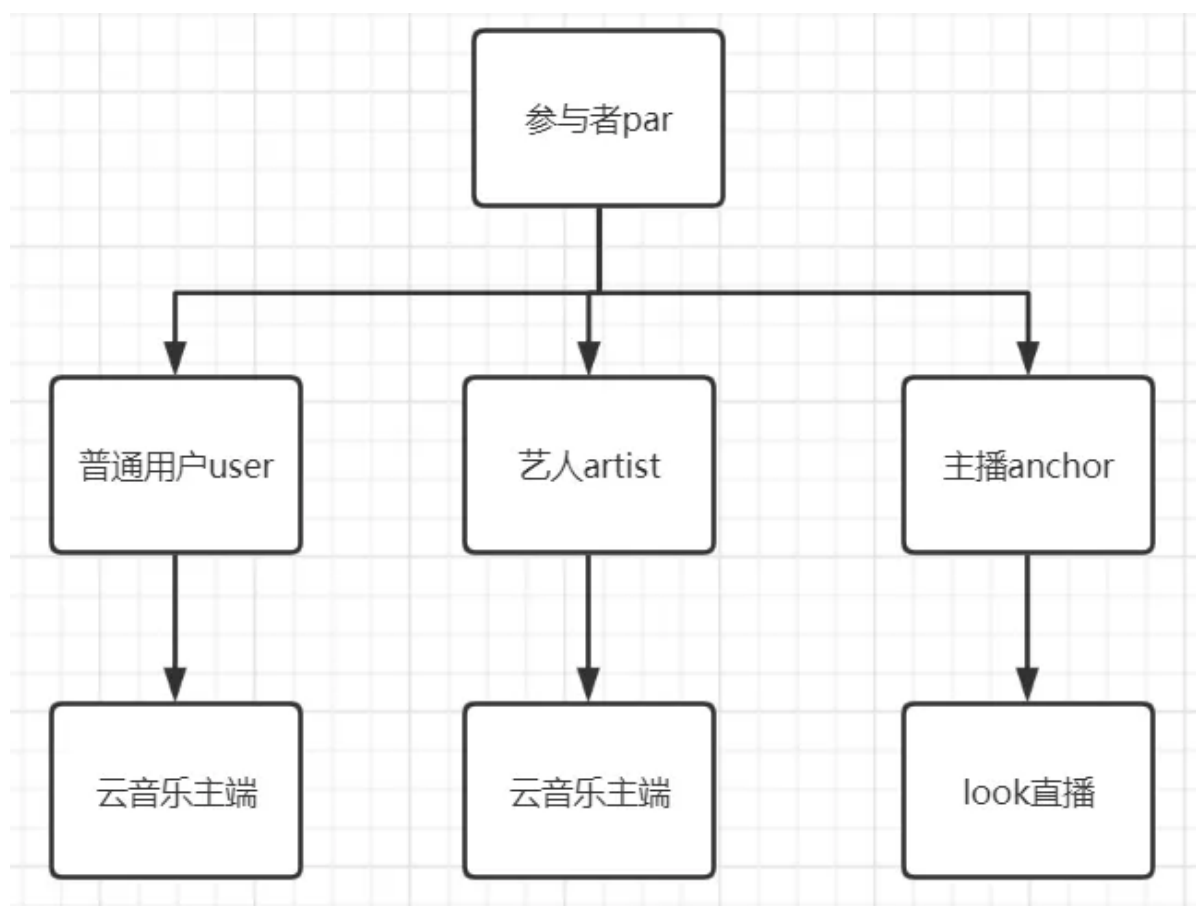 参与者par
普通用户user
艺人artist
主播anchor
云音乐主端
云音乐主端
look直播